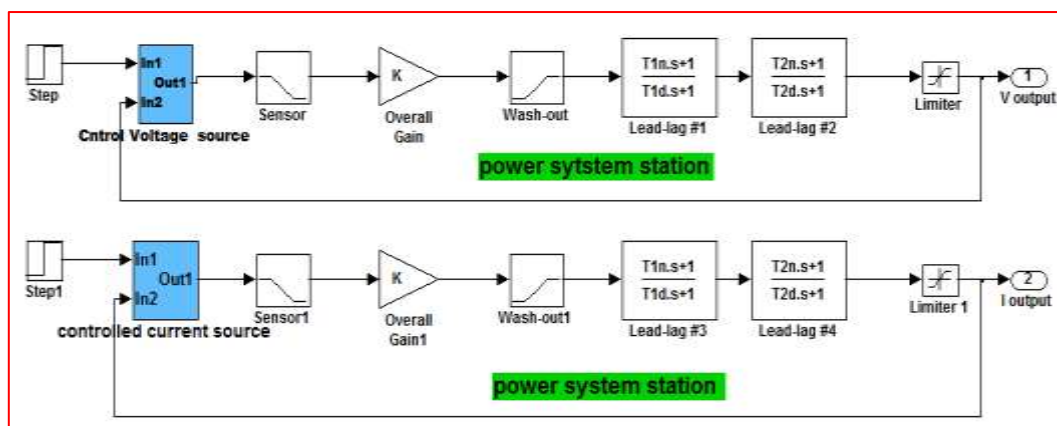 Step
In1
Out1
In2
Cntrol Voltage source
Sensor
K
Overall
Gain
Wash-out
T1n.s+1
T1d.s+1
Lead-lag #1
T2n.s+1
T2d.s+1
Lead-lag #2
Limiter
1
V output
power sytstem station
Step1
In1
Out1
In2
controlled current source
Sensor1
K
Overall
Gain1
Wash-out1
T1n.s+1
T1d.s+1
Lead-lag #3
T2n.s+1
T2d.s+1
Lead-lag #4
Limiter 1
2
I output
power system station